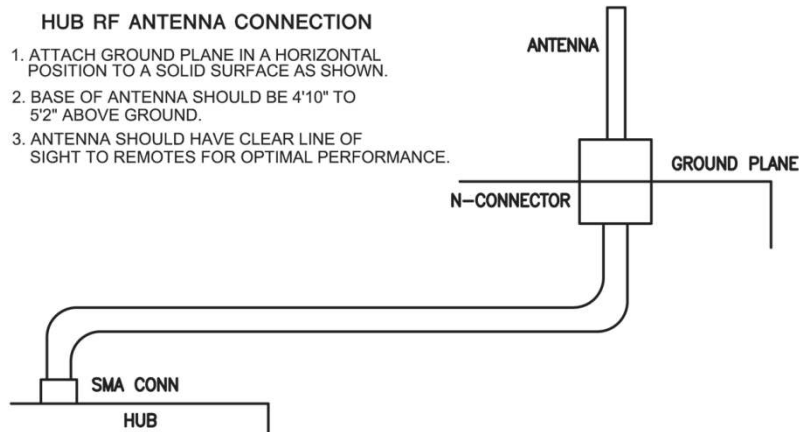 HUB RF ANTENNA CONNECTION
1. ATTACH GROUND PLANE IN A HORIZONTAL
POSITION TO A SOLID SURFACE AS SHOWN.
2. BASE OF ANTENNA SHOULD BE 4'10" TO
5'2" ABOVE GROUND.
3. ANTENNA SHOULD HAVE CLEAR LINE OF
SIGHT TO REMOTES FOR OPTIMAL PERFORMANCE.
ANTENNA
GROUND PLANE
N-CONNECTOR
SMA CONN
HUB